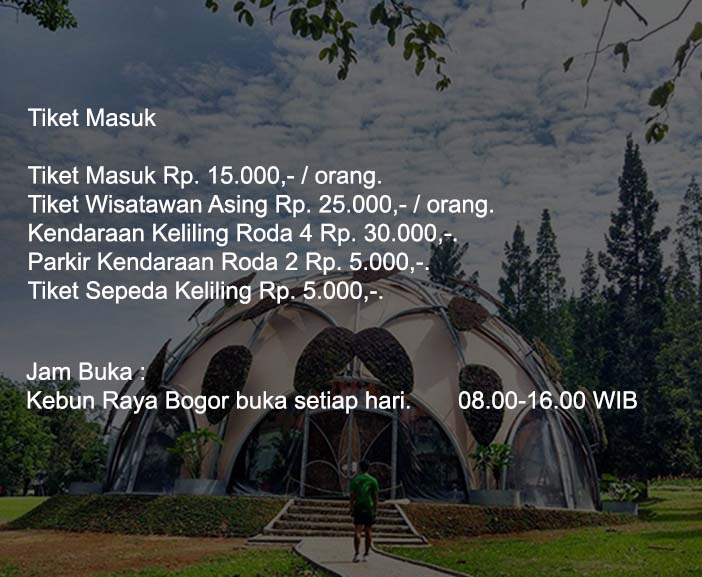 Tiket Masuk
Tiket Masuk Rp. 15.000,- / orang.
Tiket Wisatawan Asing Rp. 25.000,- / orang.
Kendaraan Keliling Roda 4 Rp. 30.000,-.
Parkir Kendaraan Roda 2 Rp. 5.000,-.
Tiket Sepeda Keliling Rp. 5.000,-.
Jam Buka :
Kebun Raya Bogor buka setiap hari. 08.00-16.00 WIB